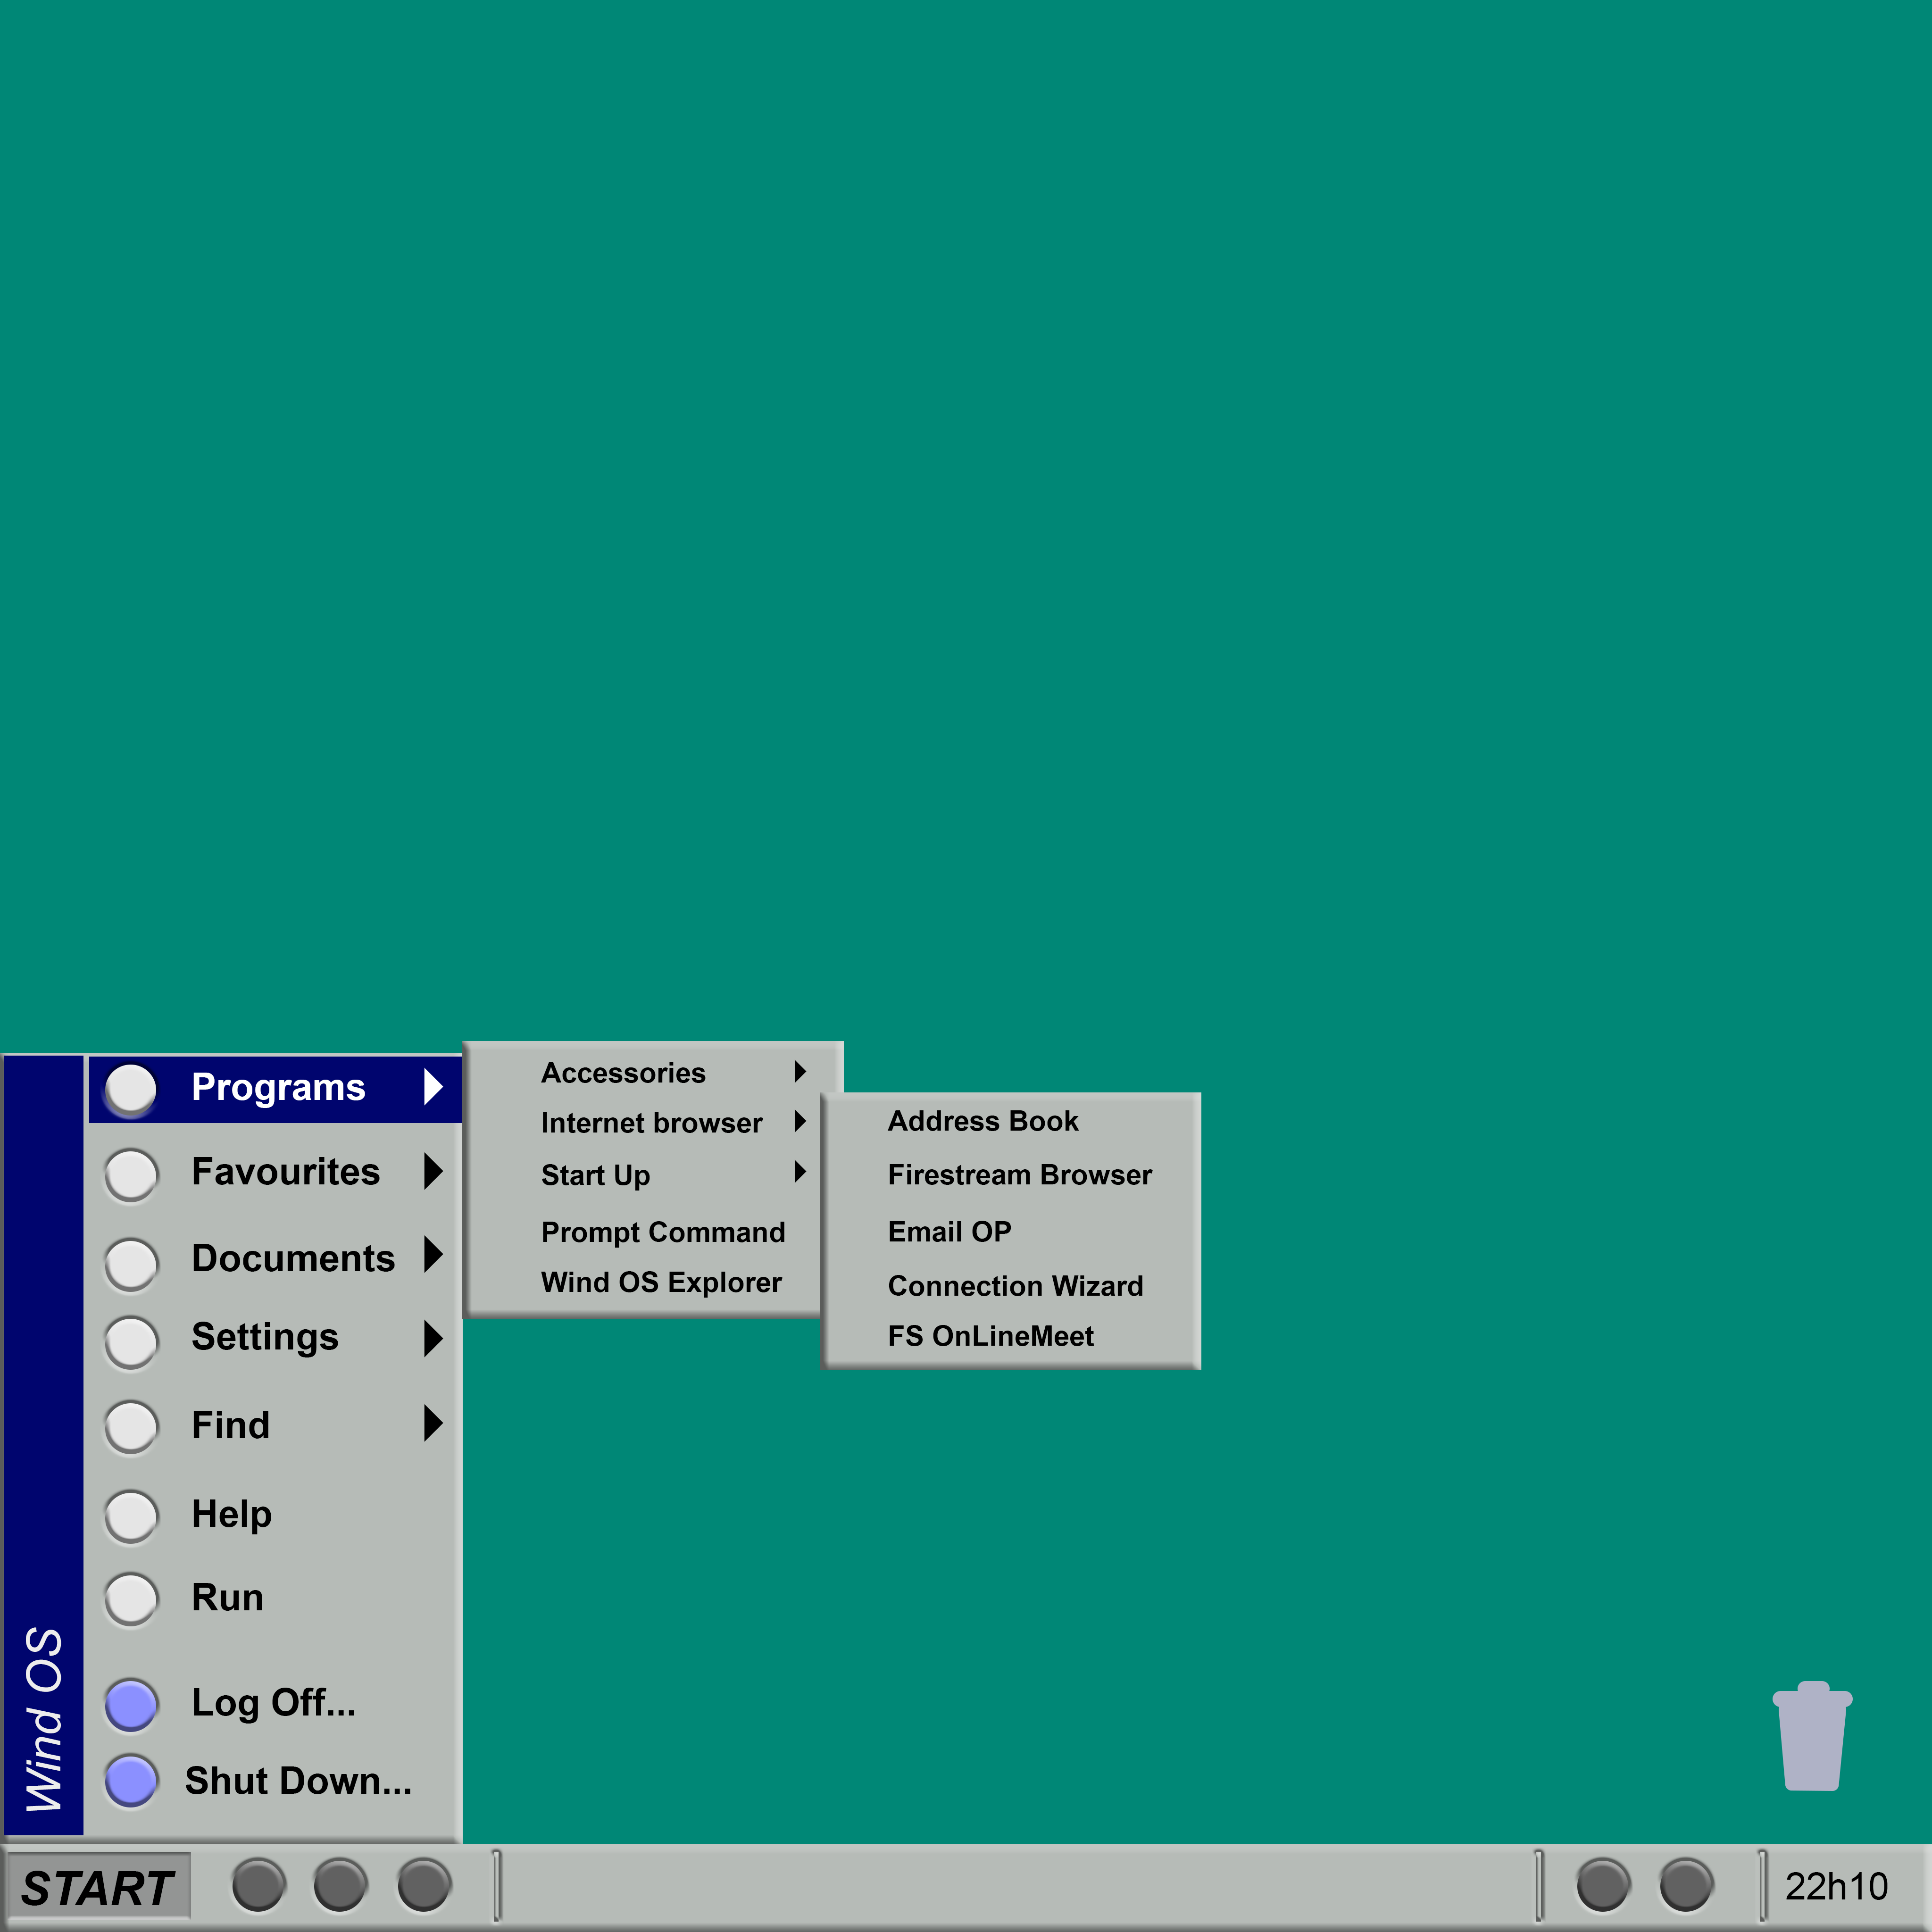 Programs
Favourites
Documents
Settings
Find
Help
Run
Log Off...
Shut Down...
Wind OS
Accessories
Internet browser
Start Up
Prompt Command
Wind OS Explorer
Address Book
Firestream Browser
Email OP
Connection Wizard
FS OnLineMeet
START
22h10